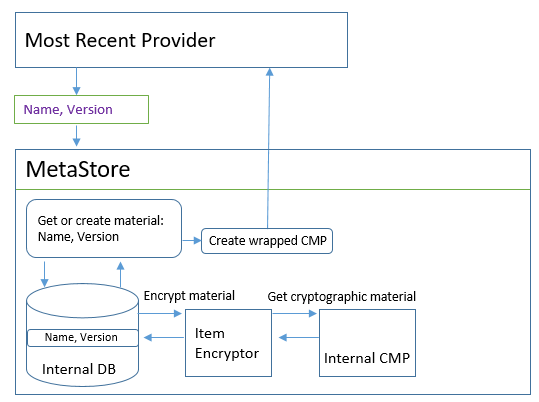 Most Recent Provider
Name, Version
MetaStore
Get or create material:
Name, Version
Create wrapped CMP
Encrypt material
Get cryptographic material
Name, Version
Item
Encryptor
Internal CMP
Internal DB